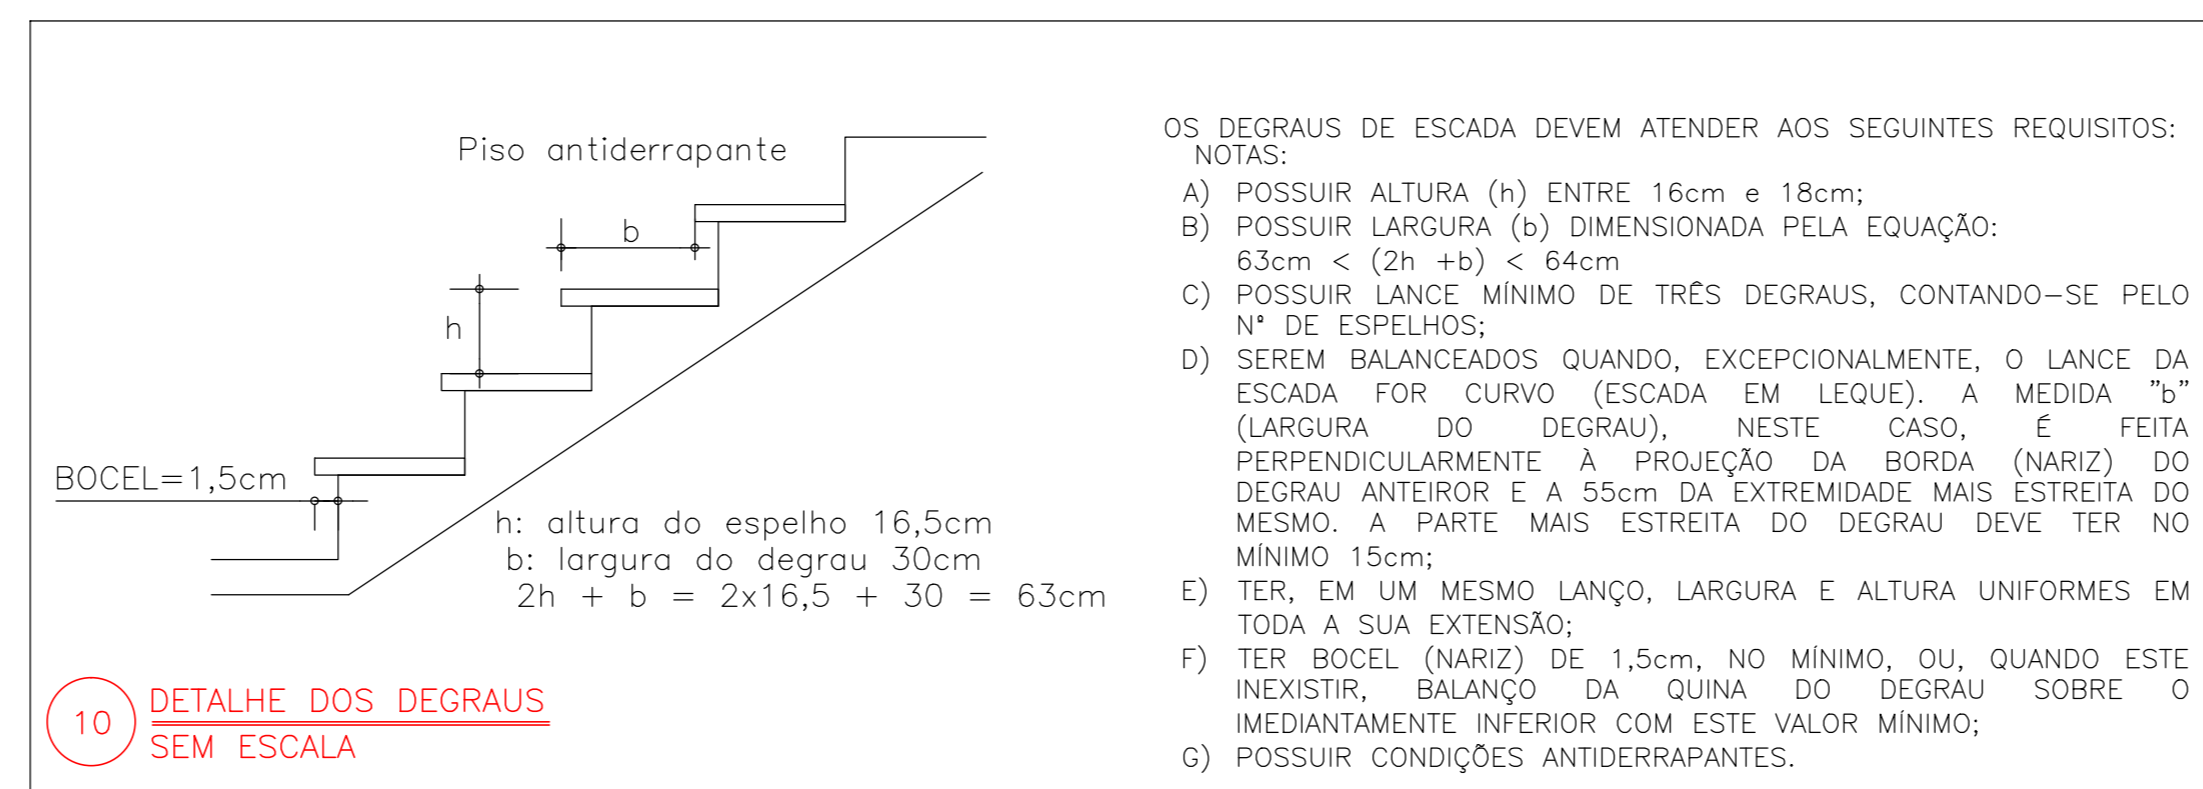 Piso antiderrapante
b
h
BOCEL=1,5cm
h: altura do espelho 16,5cm
b: largura do degrau 30cm
2h + b = 2x16,5 + 30 = 63cm
10
DETALHE DOS DEGRAUS
SEM ESCALA
OS DEGRAUS DE ESCADA DEVEM ATENDER AOS SEGUINTES REQUISITOS:
NOTAS:
A) POSSUIR ALTURA (h) ENTRE 16cm e 18cm;
B) POSSUIR LARGURA (b) DIMENSIONADA PELA EQUAÇÃO:
63cm < (2h +b) < 64cm
C) POSSUIR LANCE MÍNIMO DE TRÊS DEGRAUS, CONTANDO-SE PELO
N° DE ESPELHOS;
D) SEREM BALANCEADOS QUANDO, EXCEPCIONALMENTE, O LANCE DA
ESCADA FOR CURVO (ESCADA EM LEQUE). A MEDIDA "b"
(LARGURA DO DEGRAU), NESTE CASO, É FEITA
PERPENDICULARMENTE À PROJEÇÃO DA BORDA (NARIZ) DO
DEGRAU ANTEIROR E A 55cm DA EXTREMIDADE MAIS ESTREITA DO
MESMO. A PARTE MAIS ESTREITA DO DEGRAU DEVE TER NO
MÍNIMO 15cm;
E) TER, EM UM MESMO LANÇO, LARGURA E ALTURA UNIFORMES EM
TODA A SUA EXTENSÃO;
F) TER BOCEL (NARIZ) DE 1,5cm, NO MÍNIMO, OU, QUANDO ESTE
INEXISTIR, BALANÇO DA QUINA DO DEGRAU SOBRE O
IMEDIANTAMENTE INFERIOR COM ESTE VALOR MÍNIMO;
G) POSSUIR CONDIÇÕES ANTIDERRAPANTES.